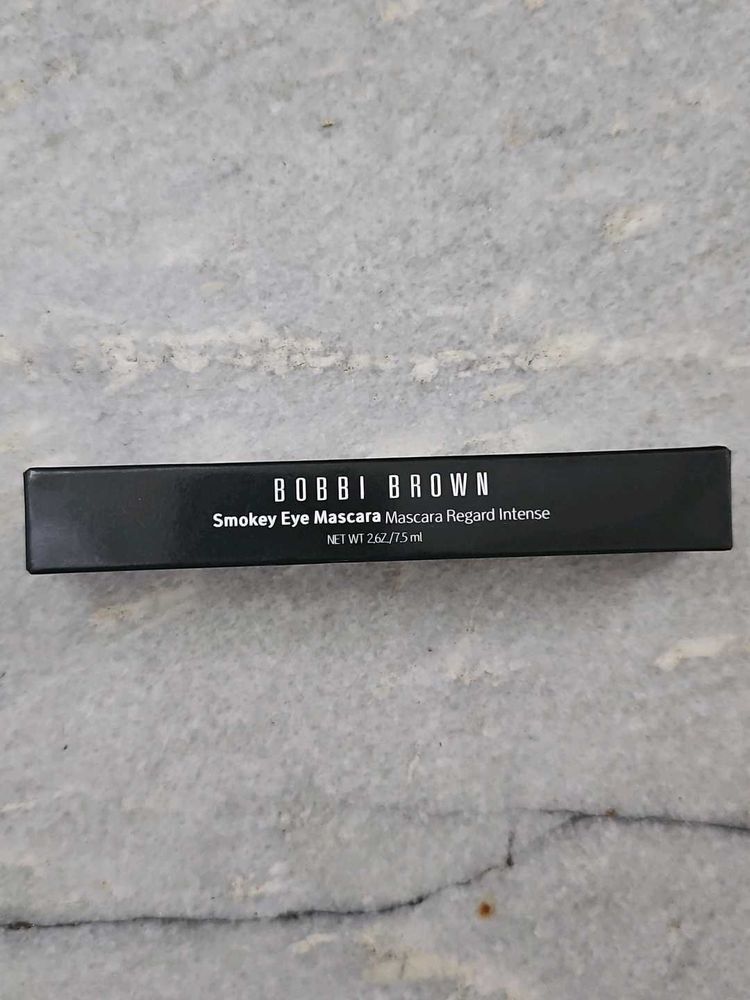 BOBBI BROWN
Smokey Eye Mascara Mascara Regard Intense
NET WT 2.6Z./7.5 ml